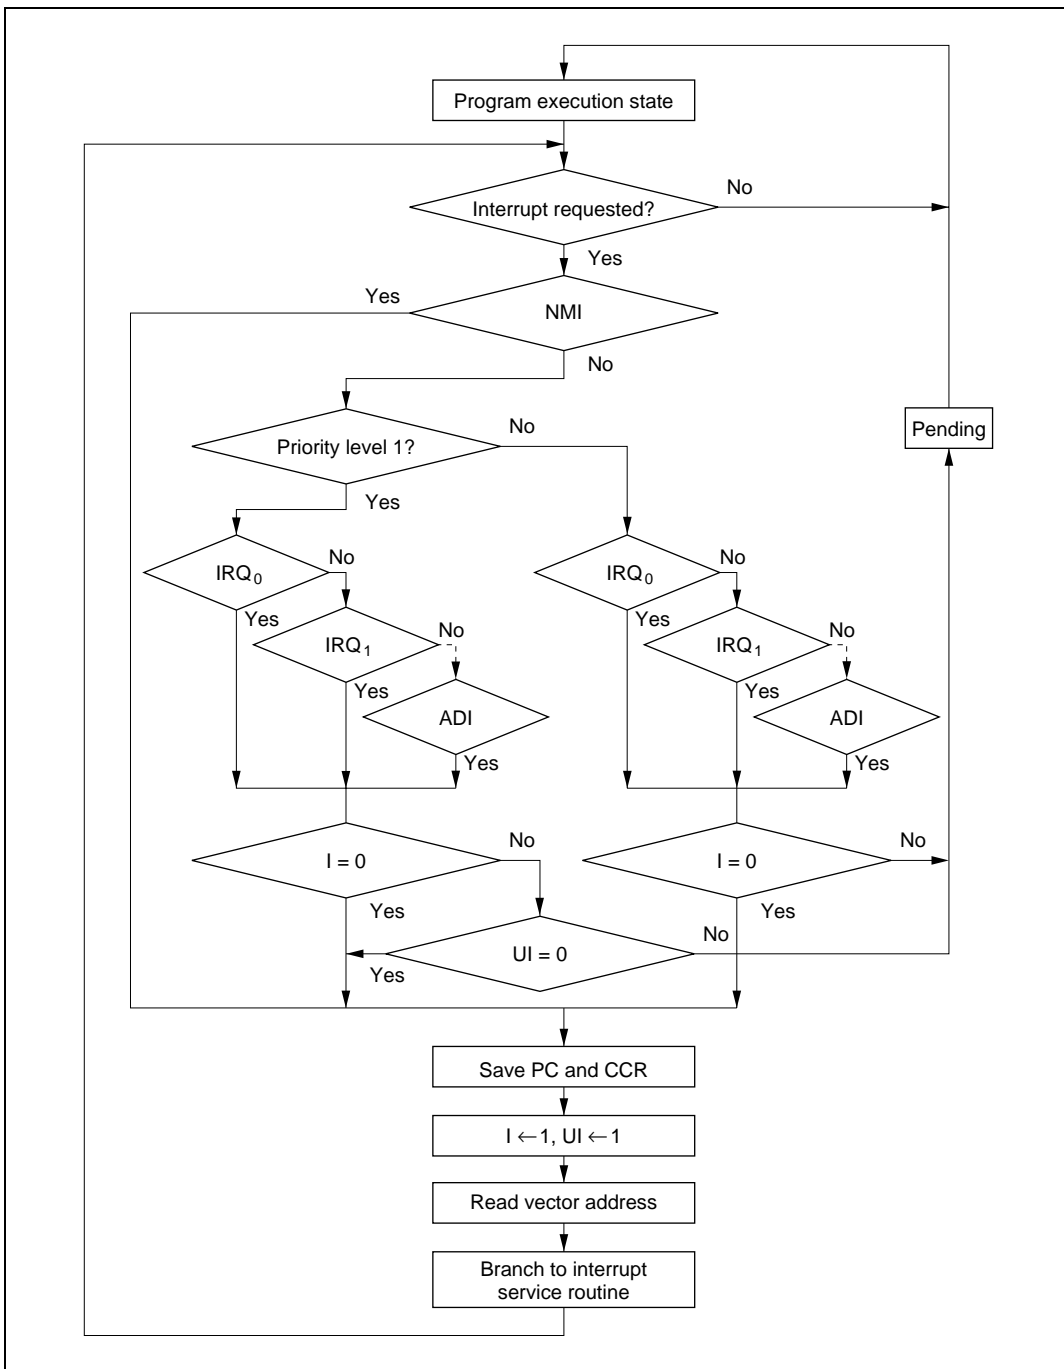 Program execution state
No
Interrupt requested?
Yes
Yes
NMI
No
Pending
No
Priority level 1?
Yes
No
IRQ0
Yes
No
IRQ1
Yes
ADI
Yes
No
IRQ0
Yes
No
IRQ1
Yes
ADI
Yes
No
I = 0
Yes
No
I = 0
Yes
No
UI = 0
Yes
Save PC and CCR
I ←1, UI ←1
Read vector address
Branch to interrupt
service routine